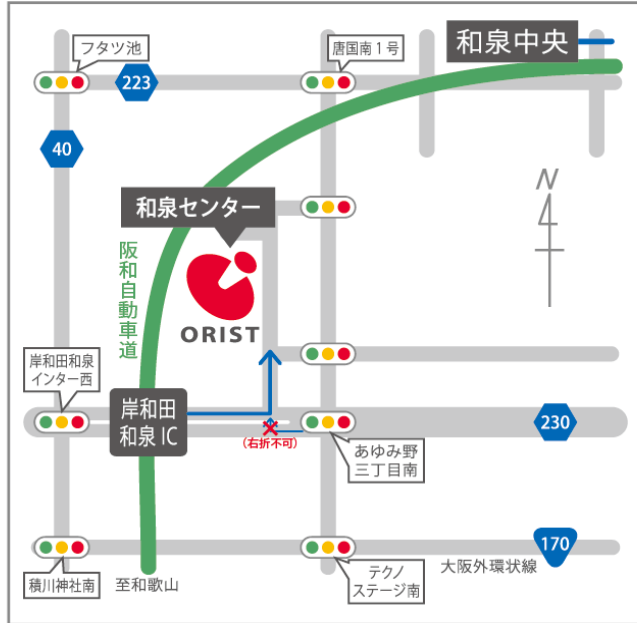 フタツ池
唐国南1号
和泉中央
223
40
N
和泉センター
阪和自動車道
ORIST
岸和田和泉
インター西
岸和田
和泉IC
(右折不可)
あゆみ野
三丁目南
230
170
積川神社南
至和歌山
テクノ
ステージ南
大阪外環状線